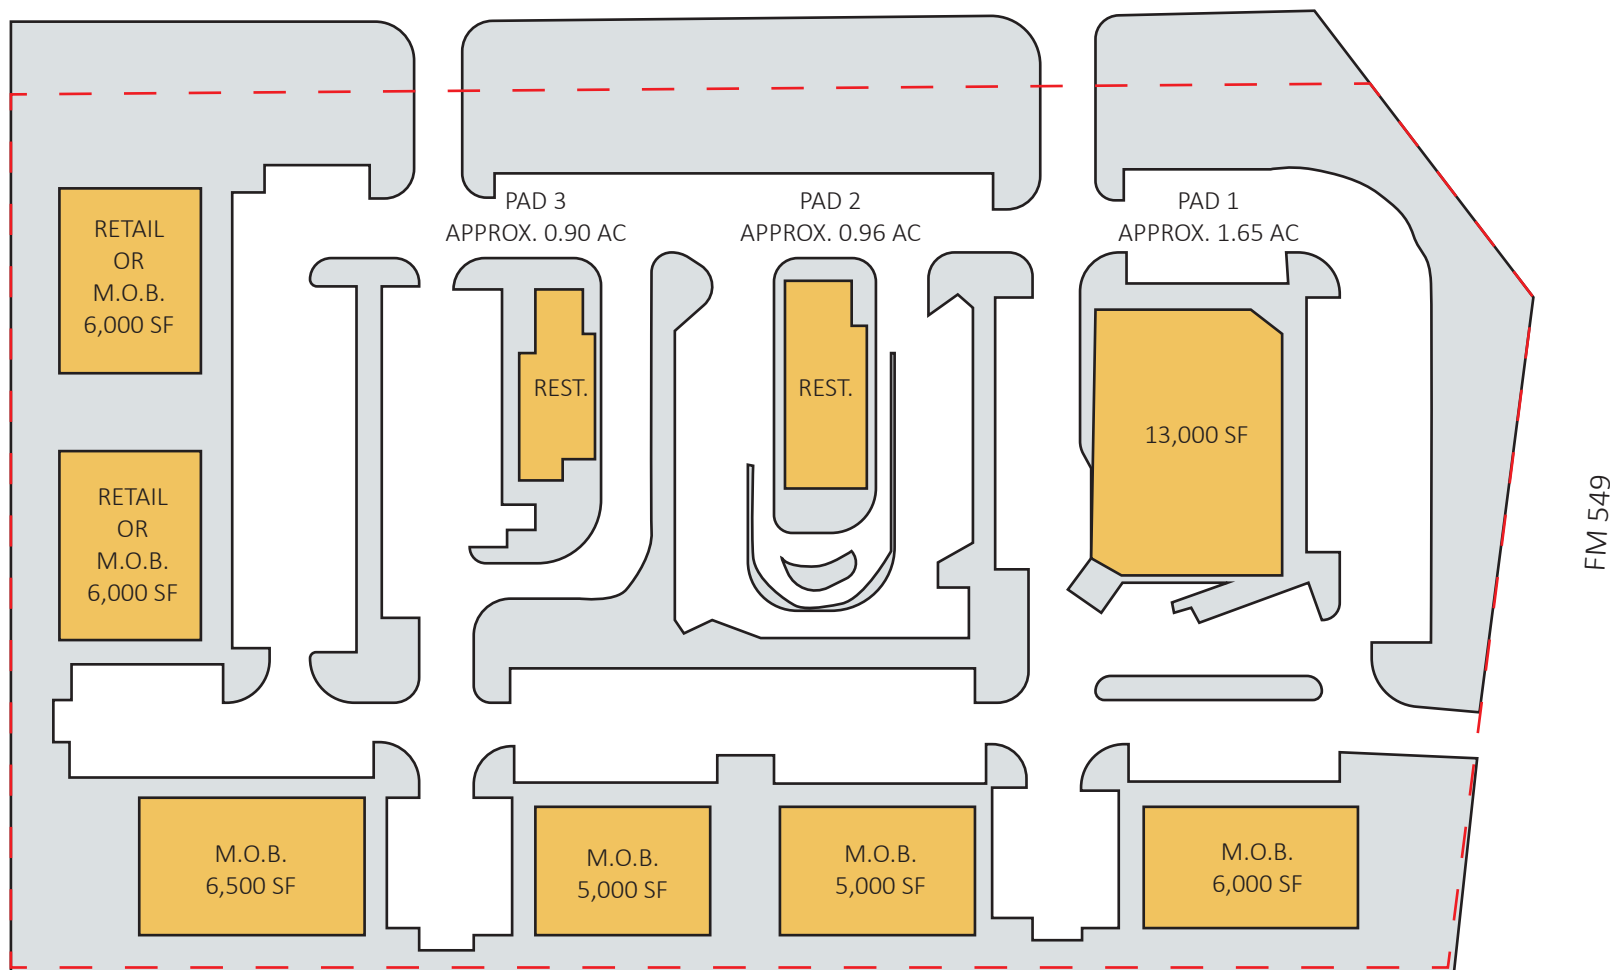 PAD 3
APPROX. 0.90 AC
PAD 2
APPROX. 0.96 AC
PAD 1
APPROX. 1.65 AC
RETAIL
OR
M.O.B.
6,000 SF
REST.
REST.
13,000 SF
RETAIL
OR
M.O.B.
6,000 SF
FM 549
M.O.B.
6,500 SF
M.O.B.
5,000 SF
M.O.B.
5,000 SF
M.O.B.
6,000 SF